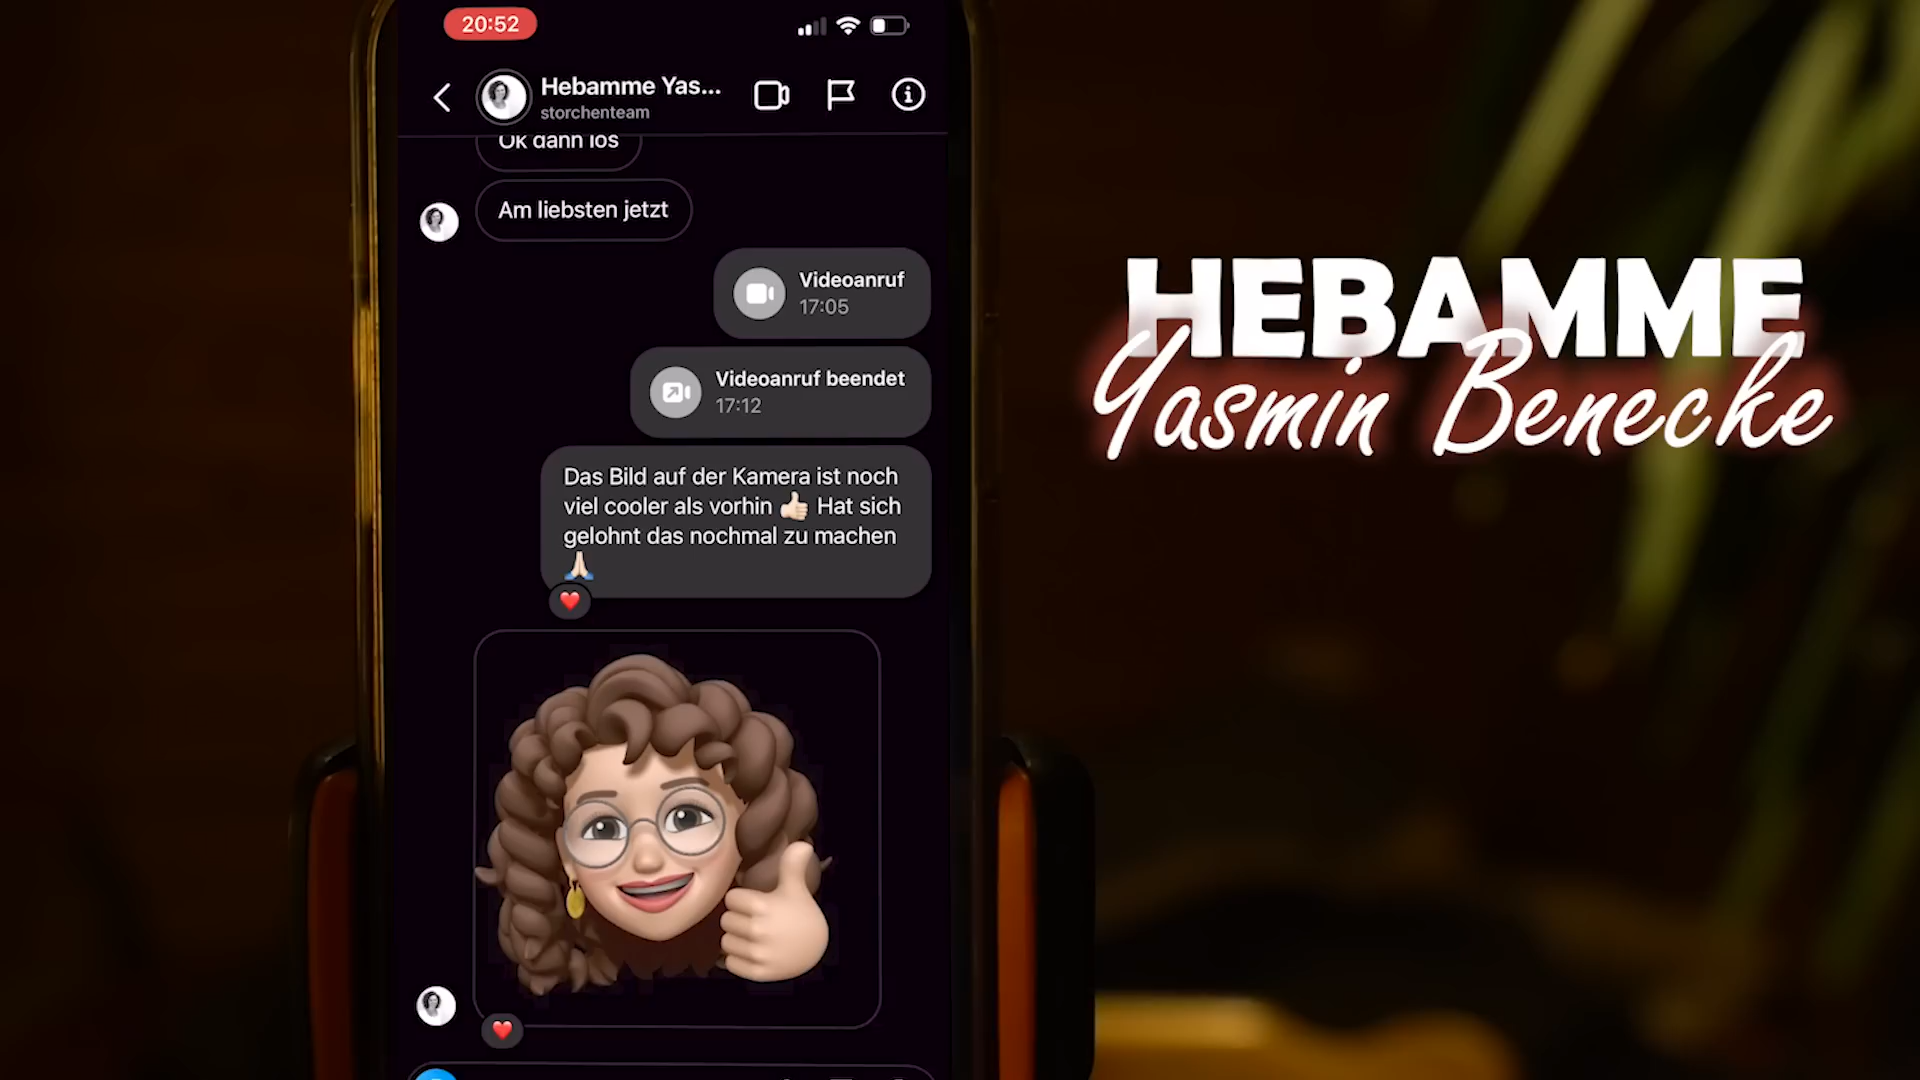 20:52
Hebamme Yas...
storchenteam
Ok dann los
Am liebsten jetzt
Videoanruf
17:05
Videoanruf beendet
17:12
Das Bild auf der Kamera ist noch
viel cooler als vorhin 👍🏻 Hat sich
gelohnt das nochmal zu machen
🙏🏻
HEBAMME
Yasmin Benecke